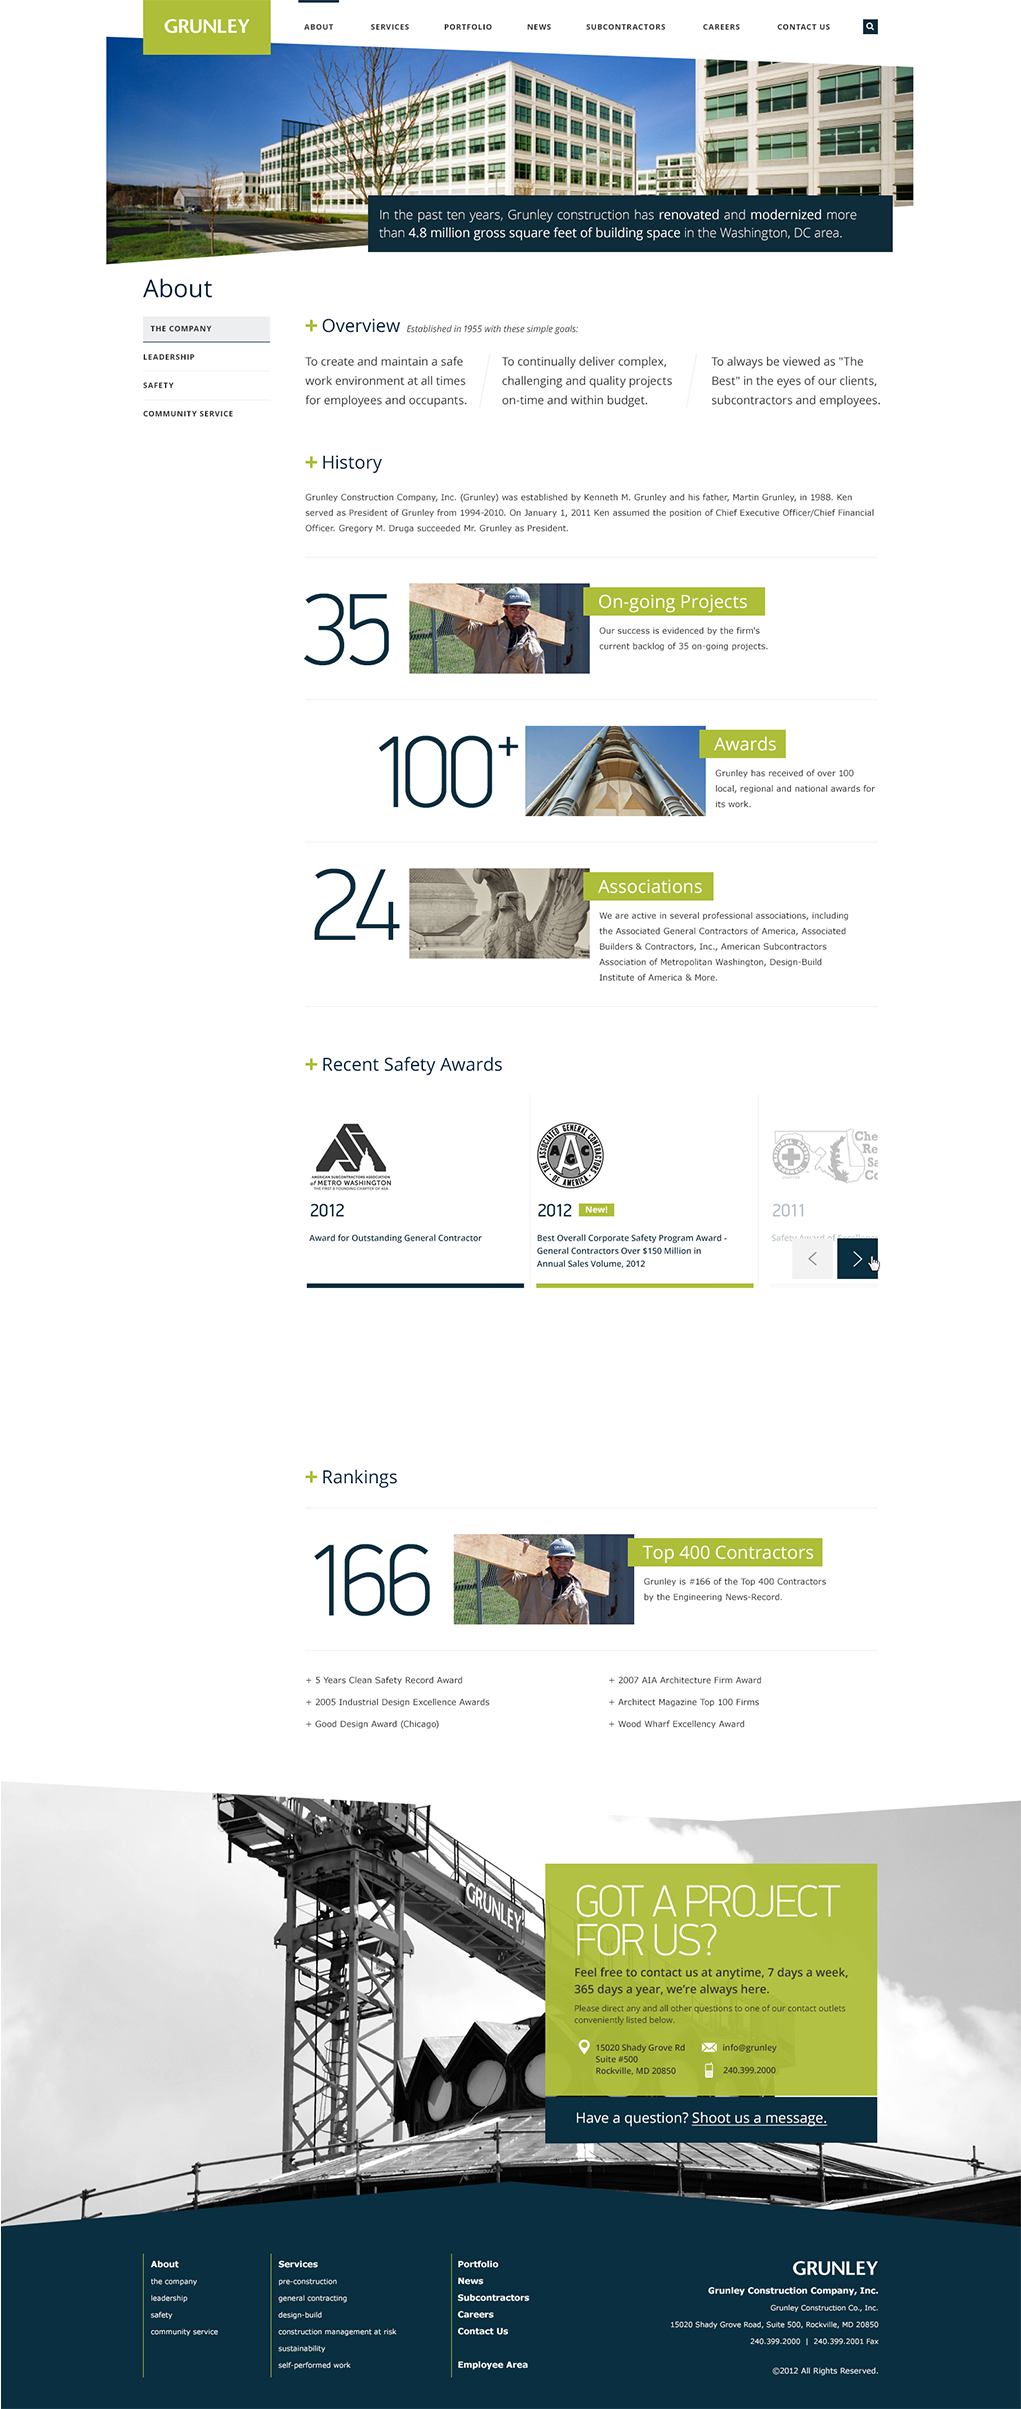 GRUNLEY
ABOUT SERVICES PORTFOLIO NEWS SUBCONTRACTORS CAREERS CONTACT US
In the past ten years, Grunley construction has renovated and modernized more
than 4.8 million gross square feet of building space in the Washington, DC area.
About
THE COMPANY
LEADERSHIP
SAFETY
COMMUNITY SERVICE
+ Overview Established in 1955 with these simple goals:
To create and maintain a safe
work environment at all times
for employees and occupants.
To continually deliver complex,
challenging and quality projects
on-time and within budget.
To always be viewed as "The
Best" in the eyes of our clients,
subcontractors and employees.
+ History
Grunley Construction Company, Inc. (Grunley) was established by Kenneth M. Grunley and his father, Martin Grunley, in 1988. Ken
served as President of Grunley from 1994-2010. On January 1, 2011 Ken assumed the position of Chief Executive Officer/Chief Financial
Officer. Gregory M. Druga succeeded Mr. Grunley as President.
35
On-going Projects
Our success is evidenced by the firm's
current backlog of 35 on-going projects.
100+
Awards
Grunley has received of over 100
local, regional and national awards for
its work.
24
Associations
We are active in several professional associations, including
the Associated General Contractors of America, Associated
Builders & Contractors, Inc., American Subcontractors
Association of Metropolitan Washington, Design-Build
Institute of America & More.
+ Recent Safety Awards
AMERICAN SUBCONTRACTORS ASSOCIATION
of METRO WASHINGTON
THE FIRST & FOUNDING CHAPTER OF ASA
2012
Award for Outstanding General Contractor
THE ASSOCIATED GENERAL CONTRACTORS
OF AMERICA
AGC
2012 New!
Best Overall Corporate Safety Program Award -
General Contractors Over $150 Million in
Annual Sales Volume, 2012
Che
Re
Sa
Co
2011
Safety Award of Excellence
+ Rankings
166
Top 400 Contractors
Grunley is #166 of the Top 400 Contractors
by the Engineering News-Record.
+ 5 Years Clean Safety Record Award
+ 2005 Industrial Design Excellence Awards
+ Good Design Award (Chicago)
+ 2007 AIA Architecture Firm Award
+ Architect Magazine Top 100 Firms
+ Wood Wharf Excellency Award
GRUNLEY
GOT A PROJECT
FOR US?
Feel free to contact us at anytime, 7 days a week,
365 days a year, we're always here.
Please direct any and all other questions to one of our contact outlets
conveniently listed below.
15020 Shady Grove Rd
Suite #500
Rockville, MD 20850
info@grunley
240.399.2000
Have a question? Shoot us a message.
About
the company
leadership
safety
community service
Services
pre-construction
general contracting
design-build
construction management at risk
sustainability
self-performed work
Portfolio
News
Subcontractors
Careers
Contact Us
Employee Area
GRUNLEY
Grunley Construction Company, Inc.
Grunley Construction Co., Inc.
15020 Shady Grove Road, Suite 500, Rockville, MD 20850
240.399.2000 | 240.399.2001 Fax
©2012 All Rights Reserved.